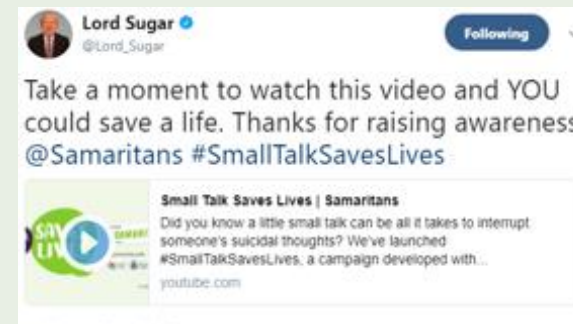 Lord Sugar
@Lord_Sugar
Following
Take a moment to watch this video and YOU
could save a life. Thanks for raising awareness
@Samaritans #SmallTalkSavesLives
Small Talk Saves Lives | Samaritans
Did you know a little small talk can be all it takes to interrupt
someone's suicidal thoughts? We've launched
#SmallTalkSavesLives, a campaign developed with...
youtube.com